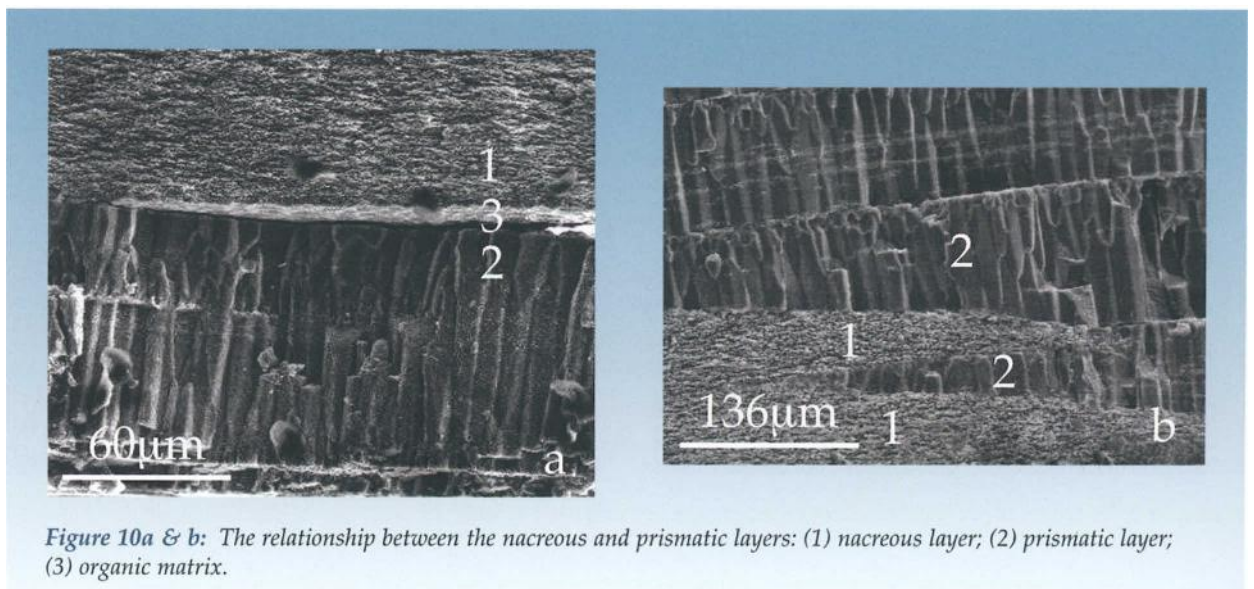 1
3
2
60μm
a
2
1
2
136μm
1
b
Figure 10a & b: The relationship between the nacreous and prismatic layers: (1) nacreous layer; (2) prismatic layer;
(3) organic matrix.